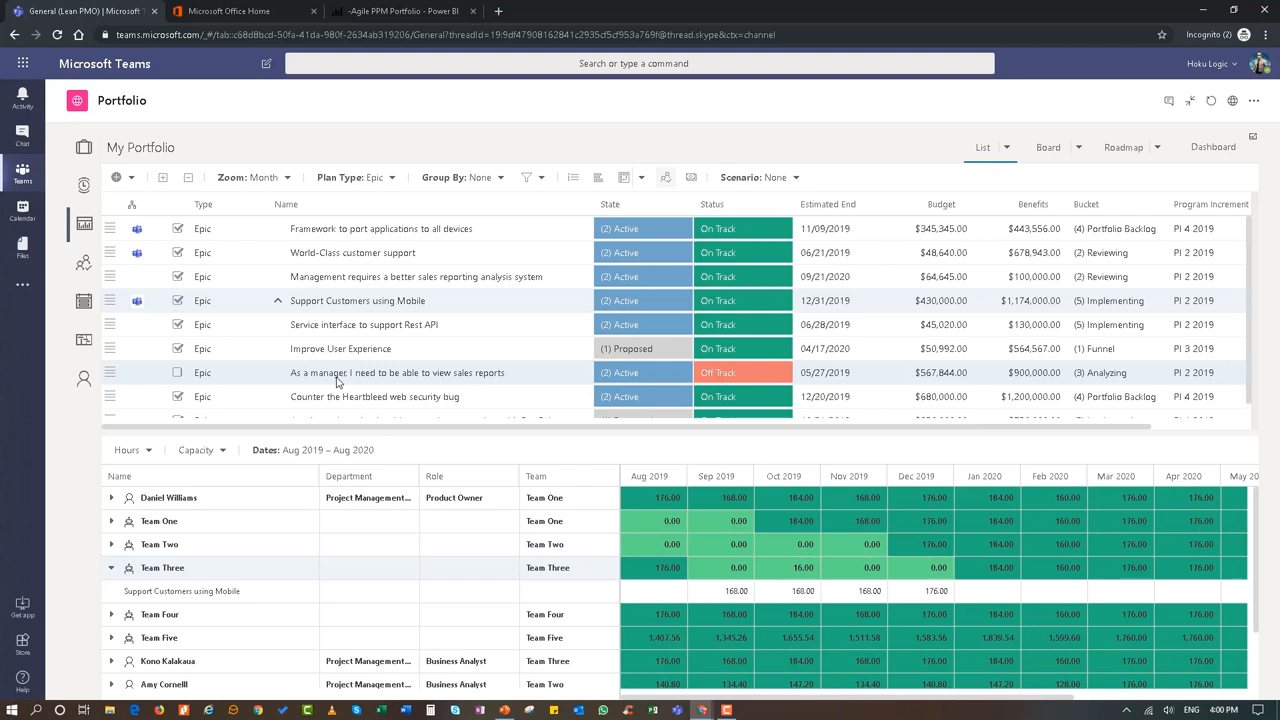 General (Lean PMO) | Microsoft T
Microsoft Office Home
-Agile PPM Portfolio - Power BI
teams.microsoft.com/_#/tab::c68d8bcd-50fa-41da-980f-2634ab319206/General?threadId=19:9df47908162841c2935cf5cf953a769f@thread.skype&ctx=channel
Incognito (2)
Microsoft Teams
Search or type a command
Hoku Logic
Activity
Chat
Teams
Calendar
Files
Get app
Store
Help
Portfolio
My Portfolio
List
Board
Roadmap
Dashboard
Zoom: Month
Plan Type: Epic
Group By: None
Scenario: None
Type Name State Status Estimated End Budget Benefits Bucket Program Increment
Epic Framework to port applications to all devices (2) Active On Track 11/09/2019 $345,345.00 $443,556.00 (4) Portfolio Backlog PI 4 2019
Epic World-Class customer support (2) Active On Track 06/21/2019 $48,640.00 $678,943.00 (2) Reviewing PI 2 2019
Epic Management requires a better sales reporting analysis system (2) Active On Track 09/21/2020 $64,645.00 $100,000.00 (2) Reviewing PI 4 2019
Epic Support Customers using Mobile (2) Active On Track 12/31/2019 $430,000.00 $1,174,000.00 (5) Implementing PI 2 2019
Epic Service interface to support Rest API (2) Active On Track 06/28/2019 $45,020.00 $130,000.00 (5) Implementing PI 2 2019
Epic Improve User Experience (1) Proposed On Track 04/17/2020 $50,992.00 $564,567.00 (1) Funnel PI 3 2019
Epic As a manager, I need to be able to view sales reports (2) Active Off Track 05/27/2019 $567,844.00 $900,000.00 (3) Analyzing PI 2 2019
Epic Counter the Heartbleed web security bug (2) Active On Track 12/20/2019 $680,000.00 $1,200,000.00 (4) Portfolio Backlog PI 4 2019
Hours
Capacity
Dates: Aug 2019 – Aug 2020
Name Department Role Team Aug 2019 Sep 2019 Oct 2019 Nov 2019 Dec 2019 Jan 2020 Feb 2020 Mar 2020 Apr 2020 May 20
Daniel Williams Project Management... Product Owner Team One 176.00 168.00 184.00 168.00 176.00 184.00 160.00 176.00 176.00
Team One Team One 0.00 0.00 184.00 168.00 176.00 184.00 160.00 176.00 176.00
Team Two Team Two 0.00 0.00 0.00 0.00 176.00 184.00 160.00 176.00 176.00
Team Three Team Three 176.00 0.00 16.00 0.00 0.00 184.00 160.00 176.00 176.00
Support Customers using Mobile 168.00 168.00 168.00 176.00
Team Four Team Four 176.00 168.00 184.00 168.00 176.00 184.00 160.00 176.00 176.00
Team Five Team Five 1,407.56 1,345.26 1,655.54 1,511.58 1,583.56 1,839.54 1,599.60 1,760.00 1,760.00
Kono Kalakaua Project Management... Business Analyst Team Three 176.00 168.00 184.00 168.00 176.00 184.00 160.00 176.00 176.00
Amy Cornelll Project Management... Business Analyst Team Two 140.80 134.40 147.20 134.40 140.80 147.20 128.00 176.00 176.00
ENG 4:00 PM